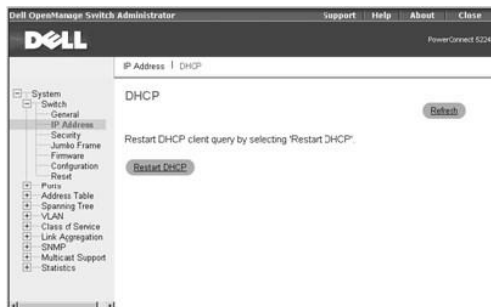 Dell OpenManage Switch Administrator
Support Help About Close
DELL
PowerConnect 5224
IP Address | DHCP
System
Switch
General
IP Address
Security
Jumbo Frame
Firmware
Configuration
Reset
Ports
Address Table
Spanning Tree
VLAN
Class of Service
Link Aggregation
SNMP
Multicast Support
Statistics
DHCP
Refresh
Restart DHCP client query by selecting 'Restart DHCP'.
Restart DHCP